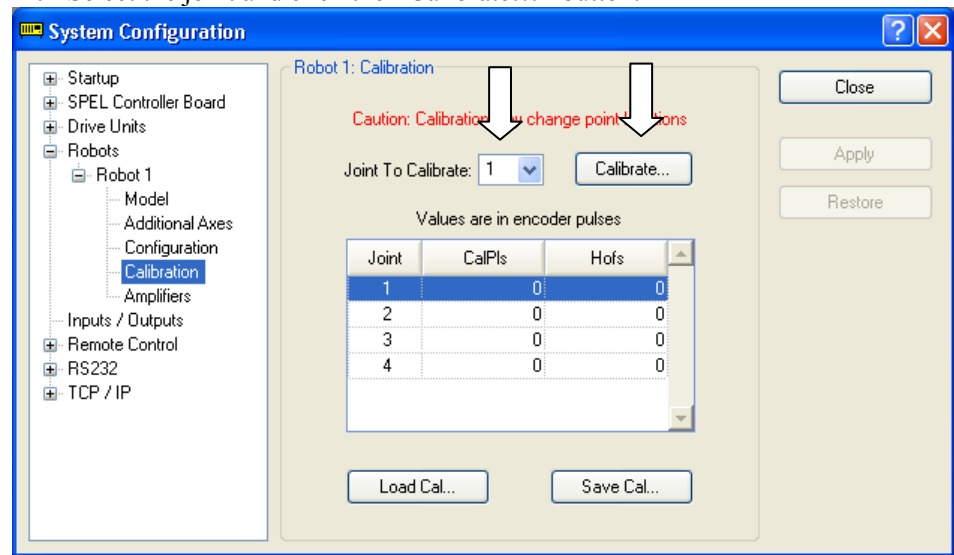 System Configuration
Startup
SPEL Controller Board
Drive Units
Robots
Robot 1
Model
Additional Axes
Configuration
Calibration
Amplifiers
Inputs / Outputs
Remote Control
RS232
TCP / IP
Robot 1: Calibration
Caution: Calibration change point
Joint To Calibrate: 1 Calibrate...
Values are in encoder pulses
Joint CalPls Hofs
1 0 0
2 0 0
3 0 0
4 0 0
Load Cal... Save Cal...
Close
Apply
Restore